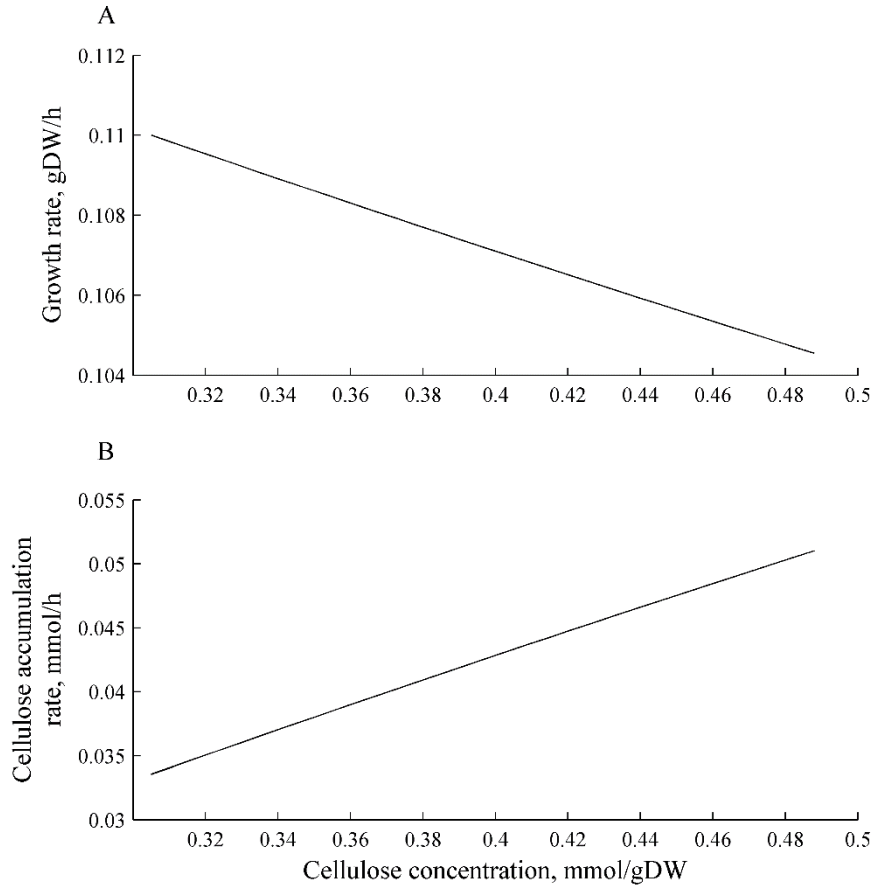 A
0.112
0.11
0.108
0.106
0.104
Growth rate, gDW/h
0.32 0.34 0.36 0.38 0.4 0.42 0.44 0.46 0.48 0.5
B
0.055
0.05
0.045
0.04
0.035
0.03
Cellulose accumulation
rate, mmol/h
0.32 0.34 0.36 0.38 0.4 0.42 0.44 0.46 0.48 0.5
Cellulose concentration, mmol/gDW